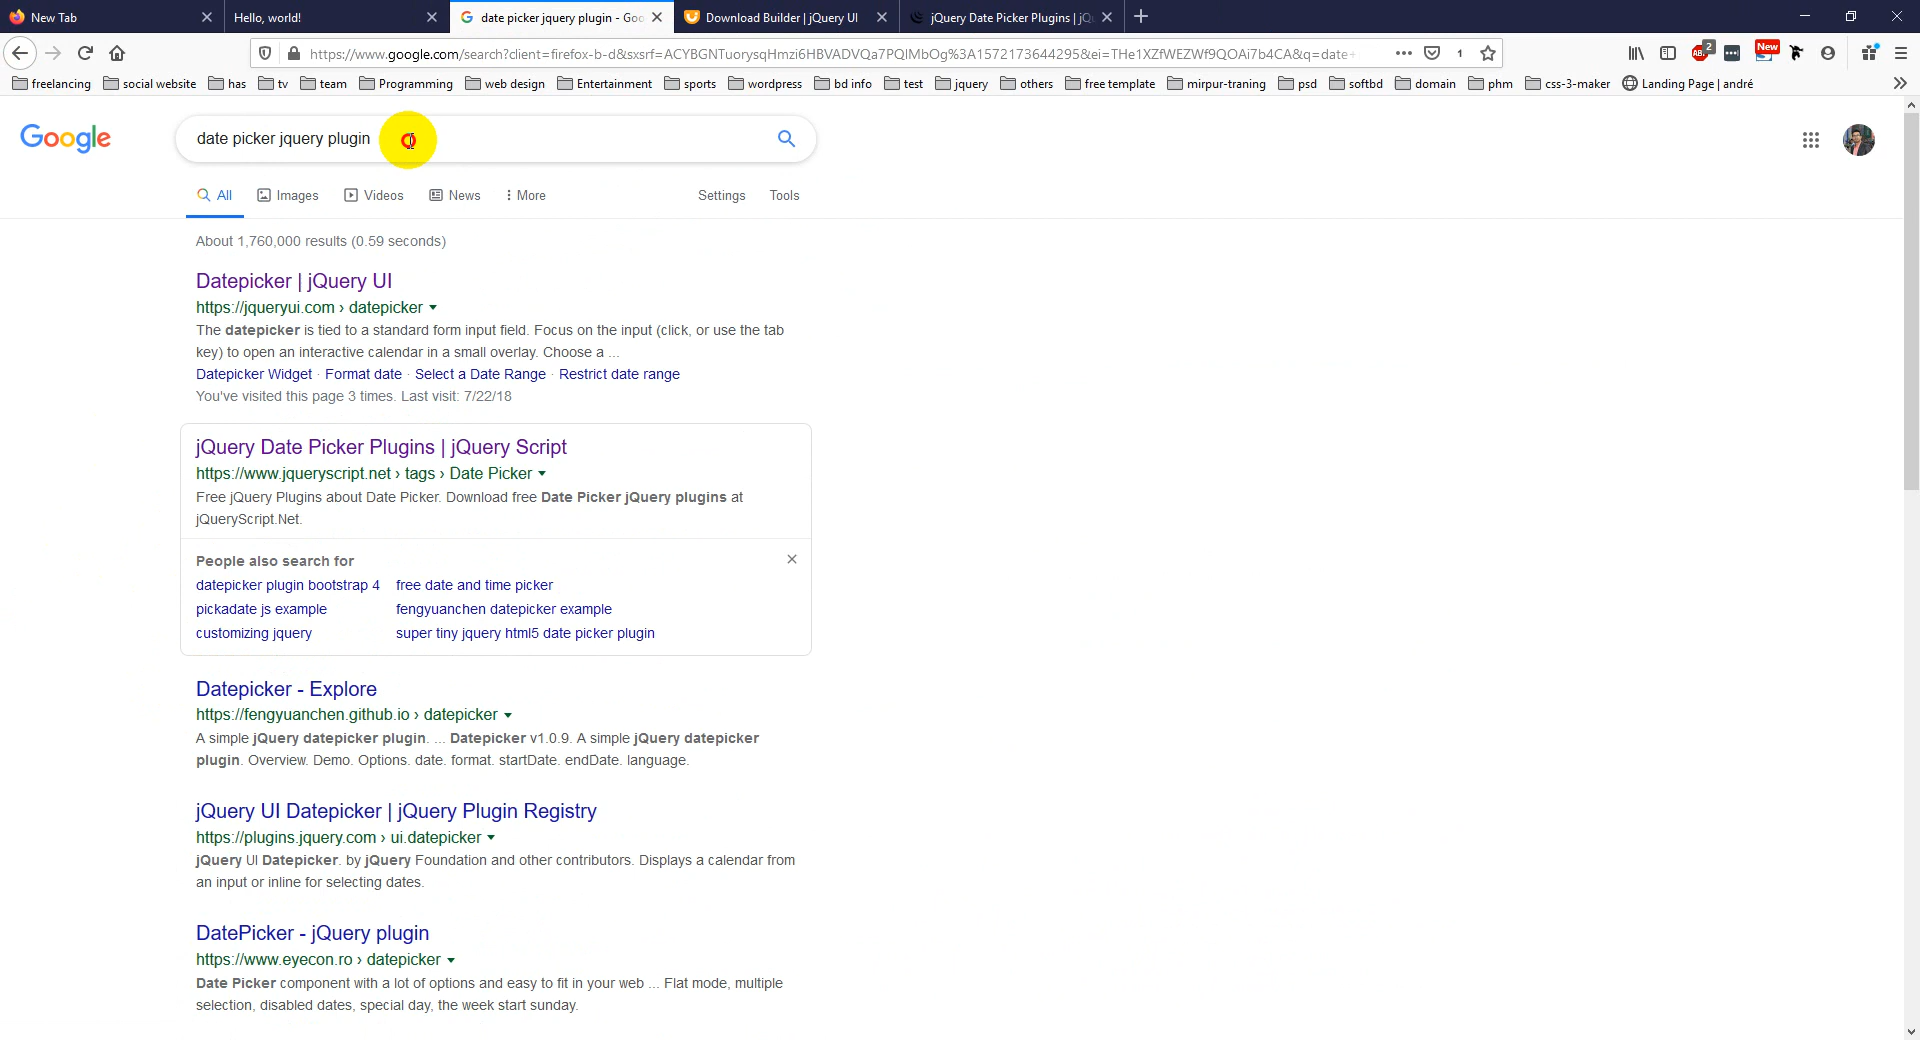 New Tab
Hello, world!
date picker jquery plugin - Goo
Download Builder | jQuery UI
jQuery Date Picker Plugins | jQu
https://www.google.com/search?client=firefox-b-d&sxsrf=ACYBGNTuorysqHmzi6HBVADVQa7PQIMbOg%3A1572173644295&ei=THe1XZfWEZWf9QOAi7b4CA&q=date+
1
2
New
freelancing
social website
has
tv
team
Programming
web design
Entertainment
sports
wordpress
bd info
test
jquery
others
free template
mirpur-traning
psd
softbd
domain
phm
css-3-maker
Landing Page | andré
Google
date picker jquery plugin
All
Images
Videos
News
More
Settings
Tools
About 1,760,000 results (0.59 seconds)
Datepicker | jQuery UI
https://jqueryui.com › datepicker
The datepicker is tied to a standard form input field. Focus on the input (click, or use the tab
key) to open an interactive calendar in a small overlay. Choose a ...
Datepicker Widget · Format date · Select a Date Range · Restrict date range
You've visited this page 3 times. Last visit: 7/22/18
jQuery Date Picker Plugins | jQuery Script
https://www.jqueryscript.net › tags › Date Picker
Free jQuery Plugins about Date Picker. Download free Date Picker jQuery plugins at
jQueryScript.Net.
People also search for
datepicker plugin bootstrap 4
free date and time picker
pickadate js example
fengyuanchen datepicker example
customizing jquery
super tiny jquery html5 date picker plugin
Datepicker - Explore
https://fengyuanchen.github.io › datepicker
A simple jQuery datepicker plugin. ... Datepicker v1.0.9. A simple jQuery datepicker
plugin. Overview. Demo. Options. date. format. startDate. endDate. language.
jQuery UI Datepicker | jQuery Plugin Registry
https://plugins.jquery.com › ui.datepicker
jQuery UI Datepicker. by jQuery Foundation and other contributors. Displays a calendar from
an input or inline for selecting dates.
DatePicker - jQuery plugin
https://www.eyecon.ro › datepicker
Date Picker component with a lot of options and easy to fit in your web ... Flat mode, multiple
selection, disabled dates, special day, the week start sunday.